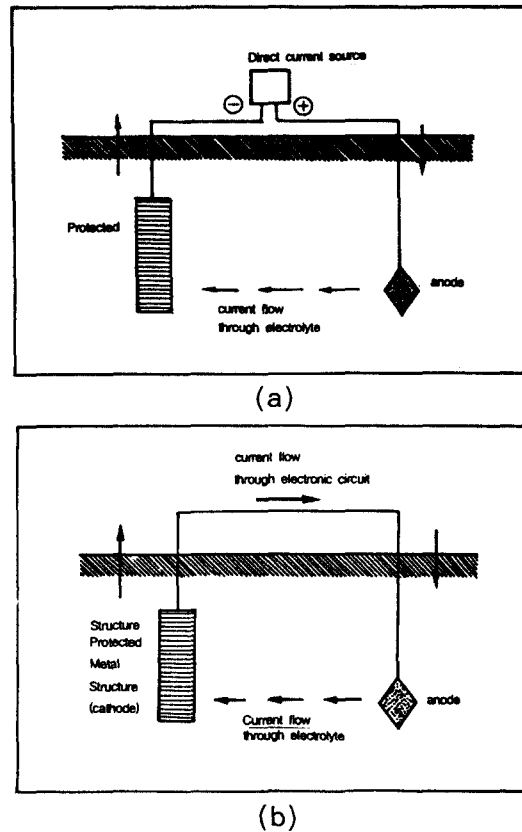 Direct current source
−
+
Protected
anode
current flow
through electrolyte
(a)
current flow
through electronic circuit
Structure
Protected
Metal
Structure
(cathode)
anode
Current flow
through electrolyte
(b)